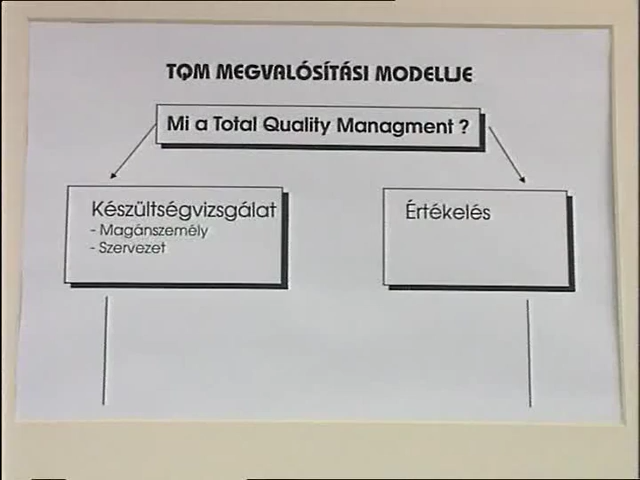 TQM MEGVALÓSÍTÁSI MODELLJE
Mi a Total Quality Managment ?
Készültségvizsgálat
- Magánszemély
- Szervezet
Értékelés